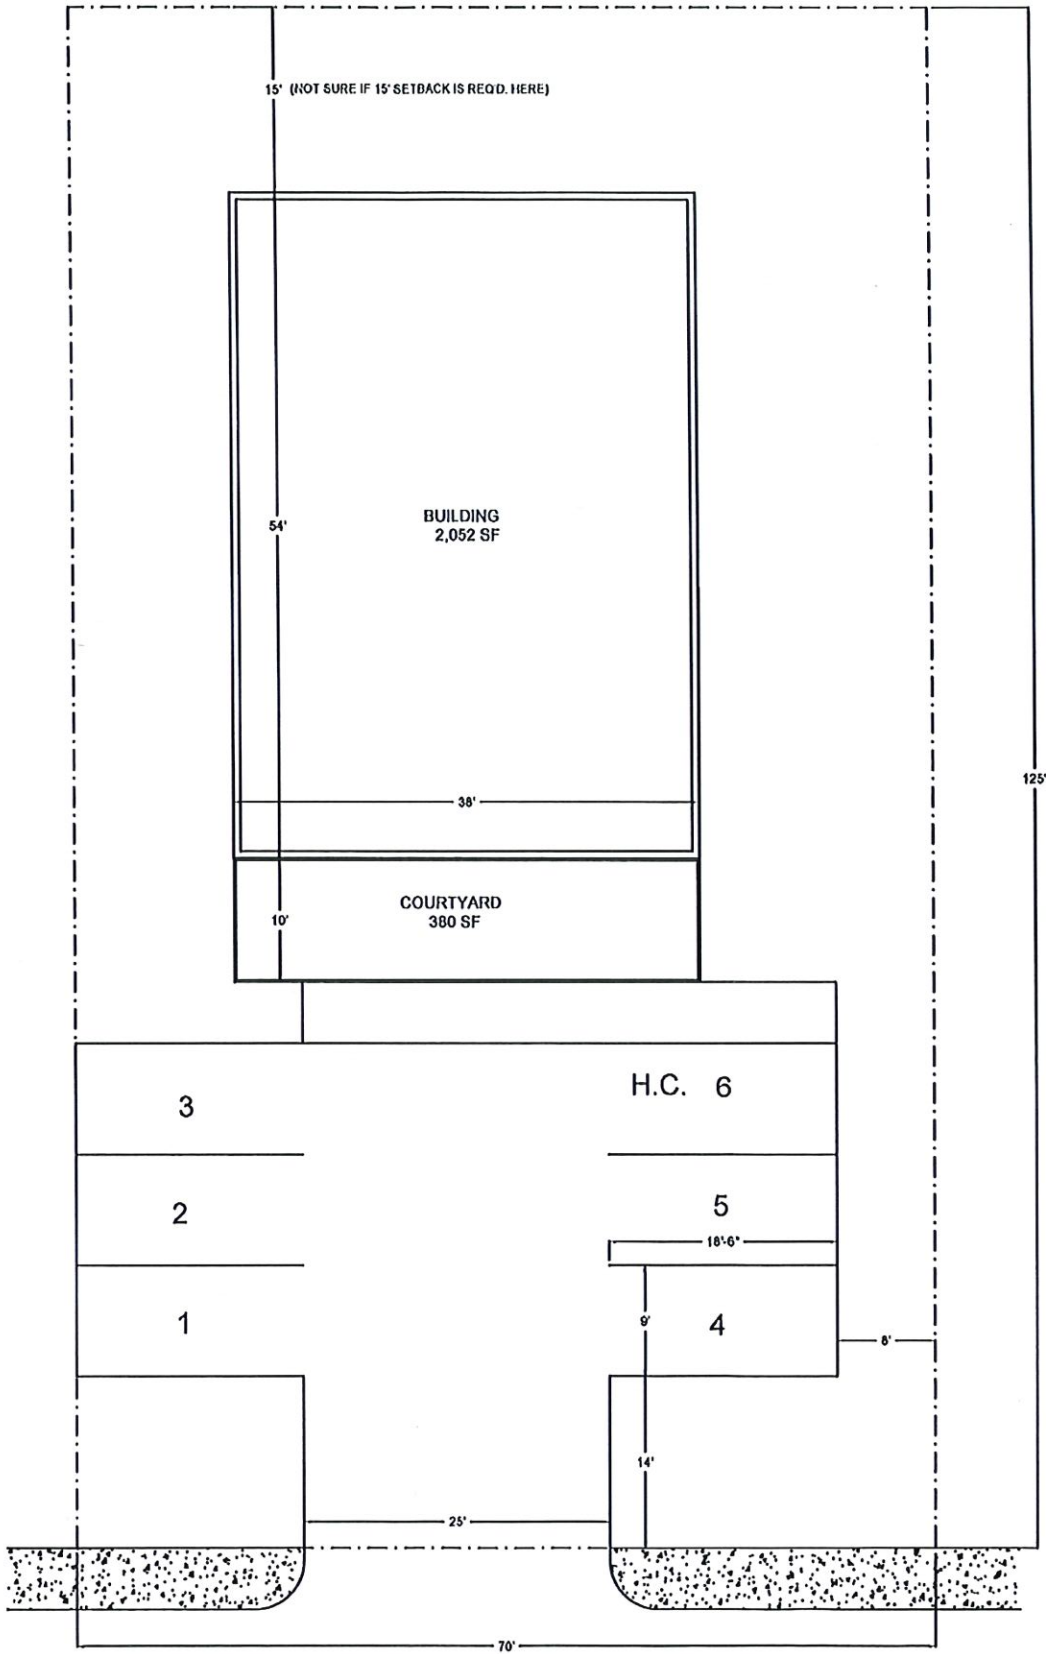 15' (NOT SURE IF 15' SETBACK IS REQD. HERE)
54'
BUILDING
2,052 SF
125'
38'
COURTYARD
380 SF
10'
H.C. 6
3
5
2
18'-6"
1
4
9'
8'
14'
25'
70'